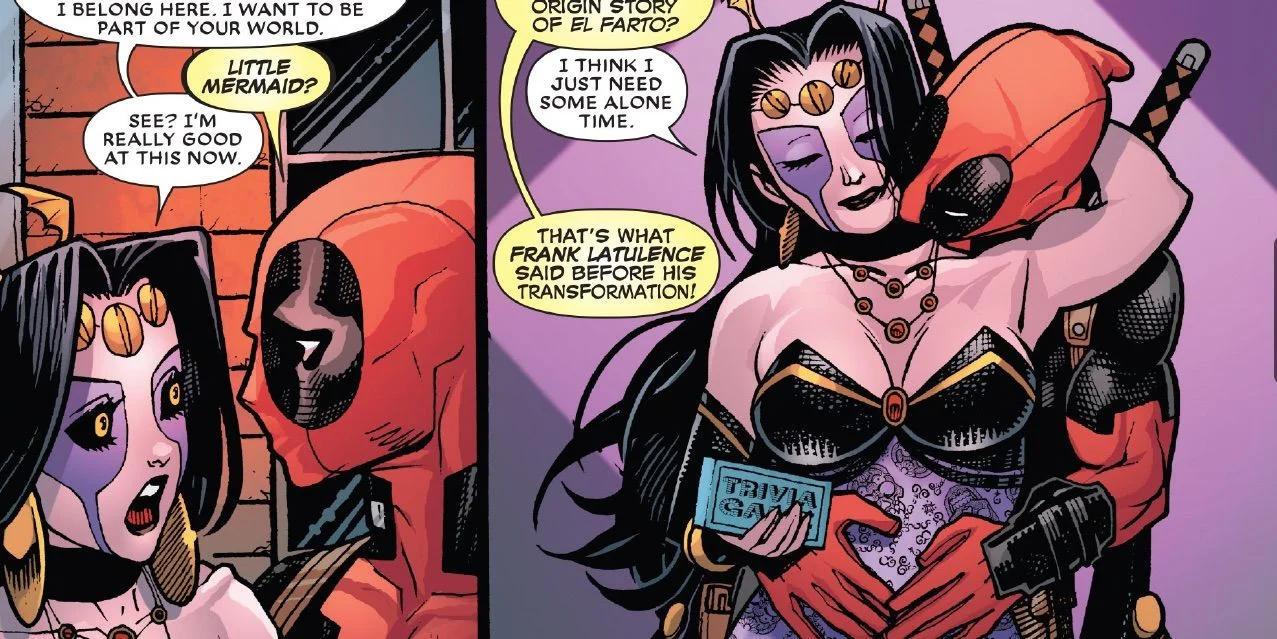 I BELONG HERE. I WANT TO BE
PART OF YOUR WORLD.
LITTLE
MERMAID?
SEE? I'M
REALLY GOOD
AT THIS NOW.
ORIGIN STORY
OF EL FARTO?
I THINK I
JUST NEED
SOME ALONE
TIME.
THAT'S WHAT
FRANK LATULENCE
SAID BEFORE HIS
TRANSFORMATION!
TRIVIA
GA